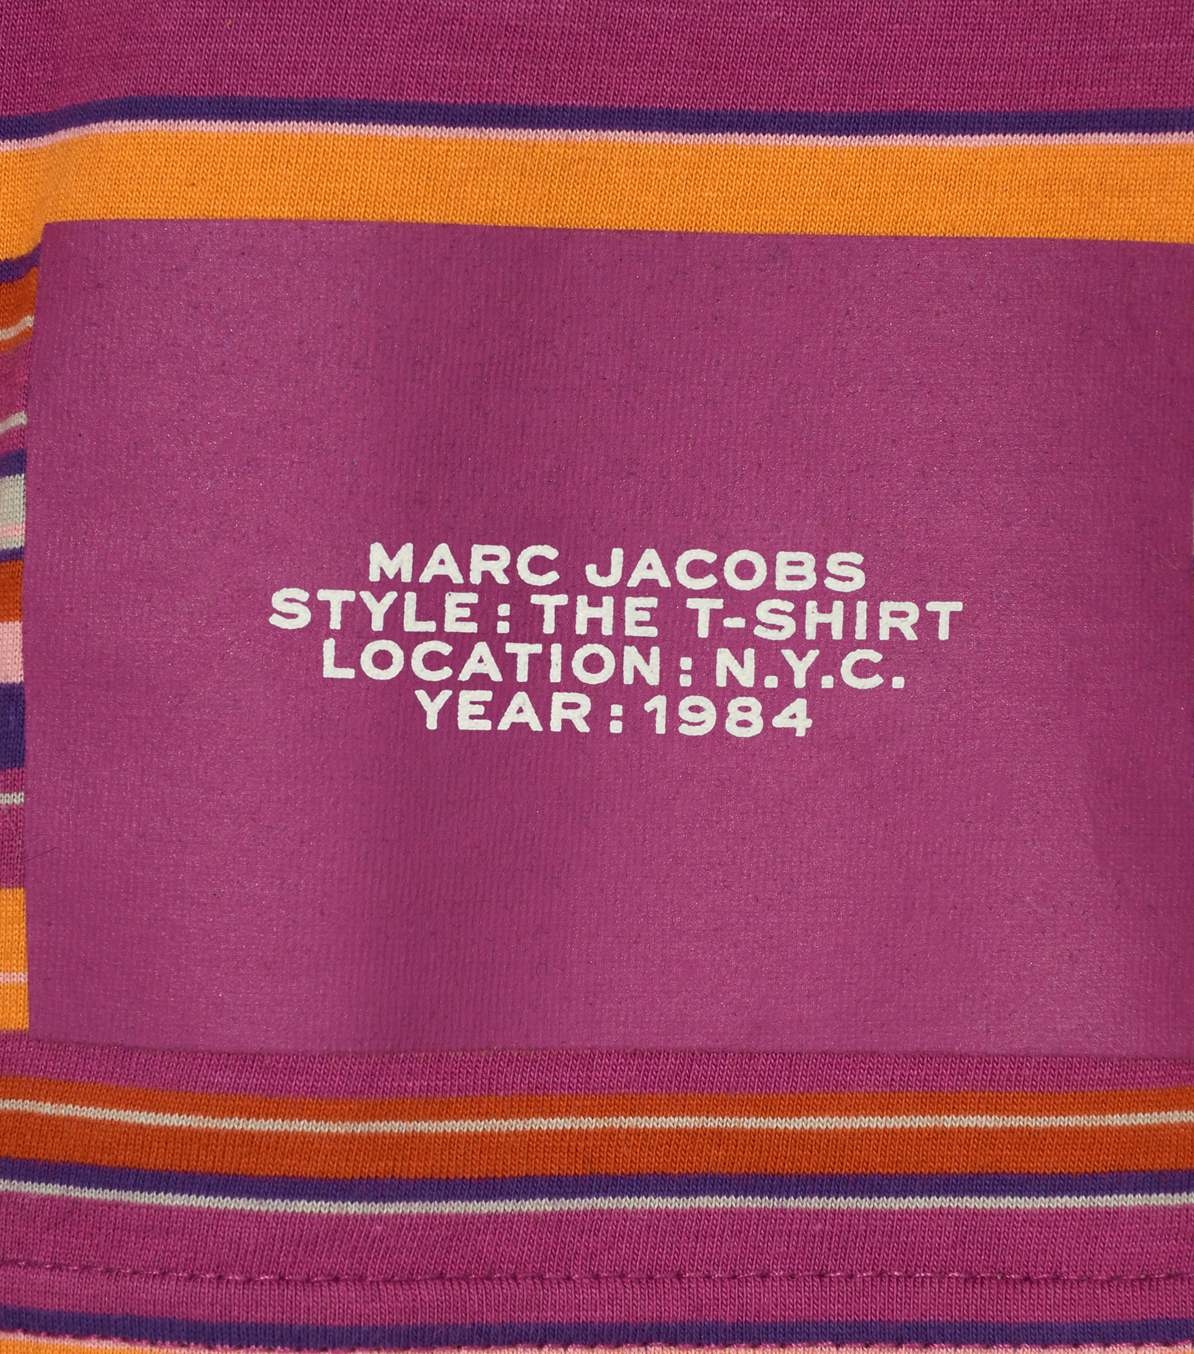 MARC JACOBS
STYLE : THE T-SHIRT
LOCATION : N.Y.C.
YEAR : 1984